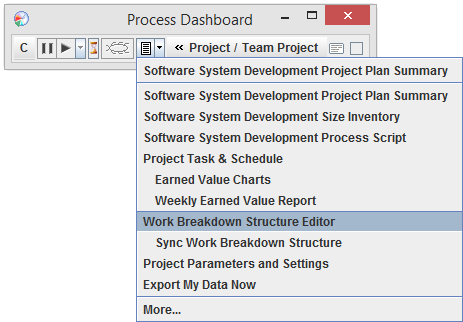 Process Dashboard
C « Project / Team Project
Software System Development Project Plan Summary
Software System Development Project Plan Summary
Software System Development Size Inventory
Software System Development Process Script
Project Task & Schedule
Earned Value Charts
Weekly Earned Value Report
Work Breakdown Structure Editor
Sync Work Breakdown Structure
Project Parameters and Settings
Export My Data Now
More...